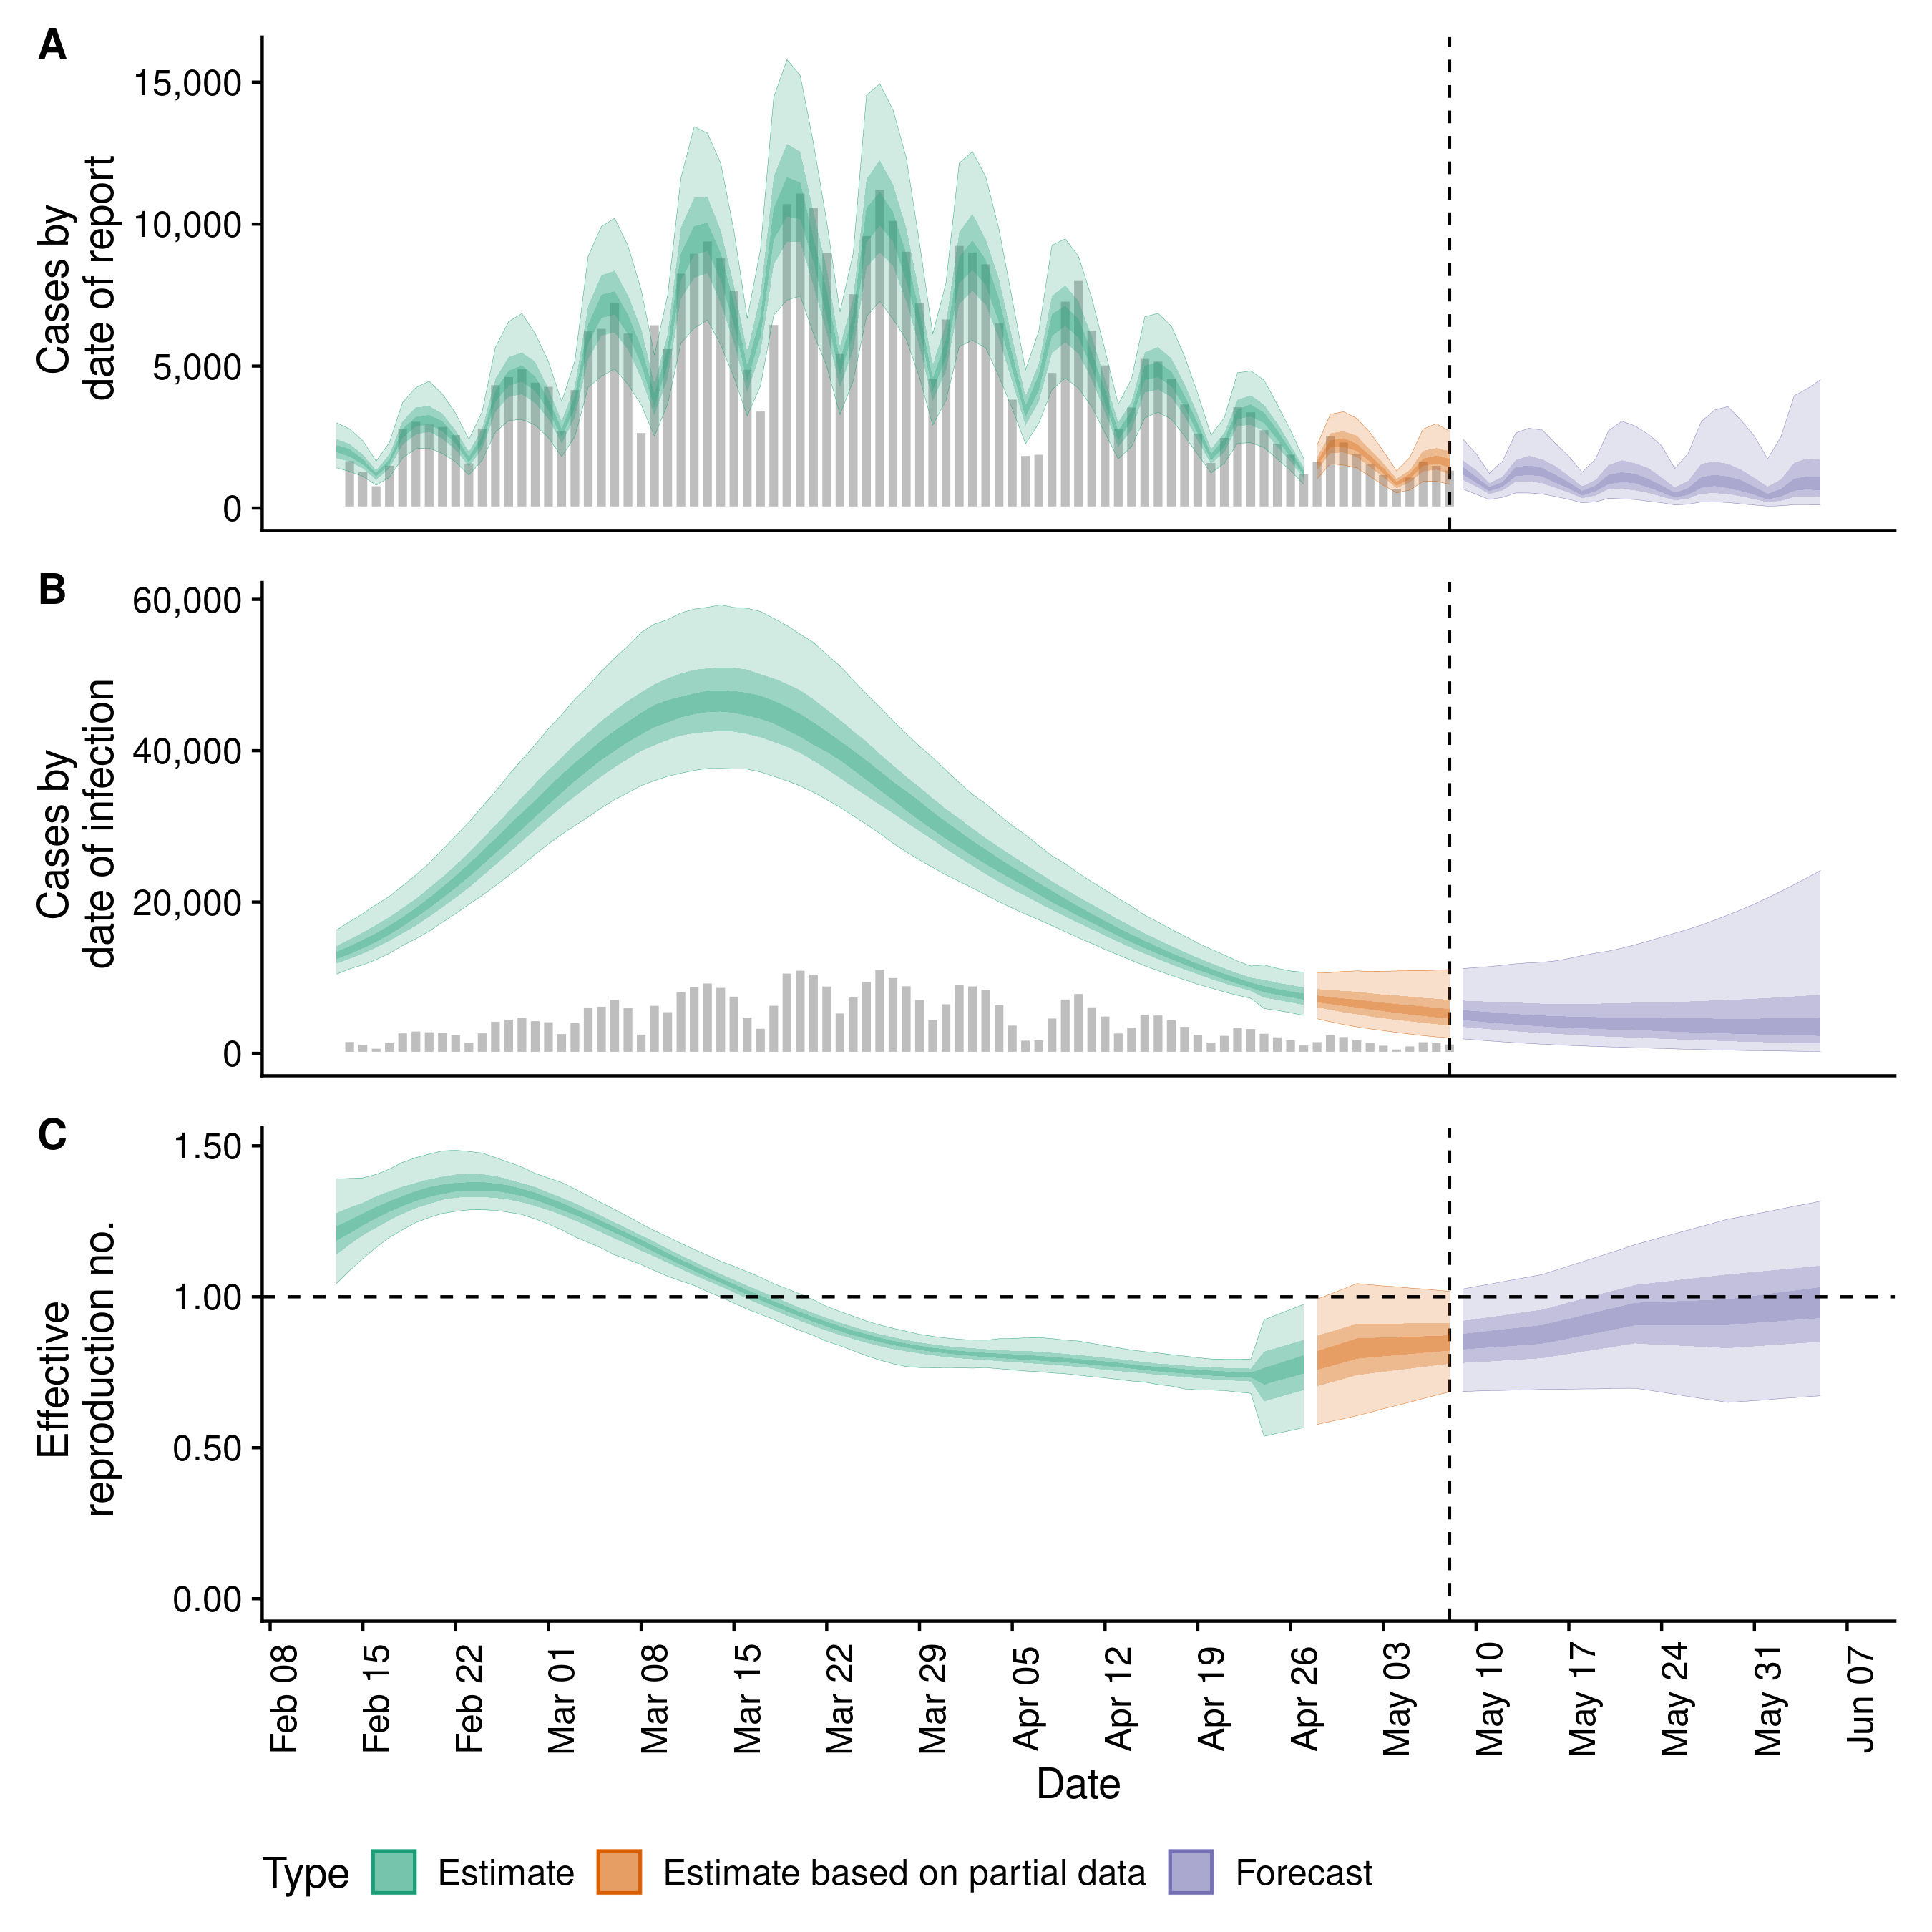 A
Cases by
date of report
15,000
10,000
5,000
0
B
Cases by
date of infection
60,000
40,000
20,000
0
C
Effective
reproduction no.
1.50
1.00
0.50
0.00
Feb 08
Feb 15
Feb 22
Mar 01
Mar 08
Mar 15
Mar 22
Mar 29
Apr 05
Apr 12
Apr 19
Apr 26
May 03
May 10
May 17
May 24
May 31
Jun 07
Date
Type
Estimate
Estimate based on partial data
Forecast